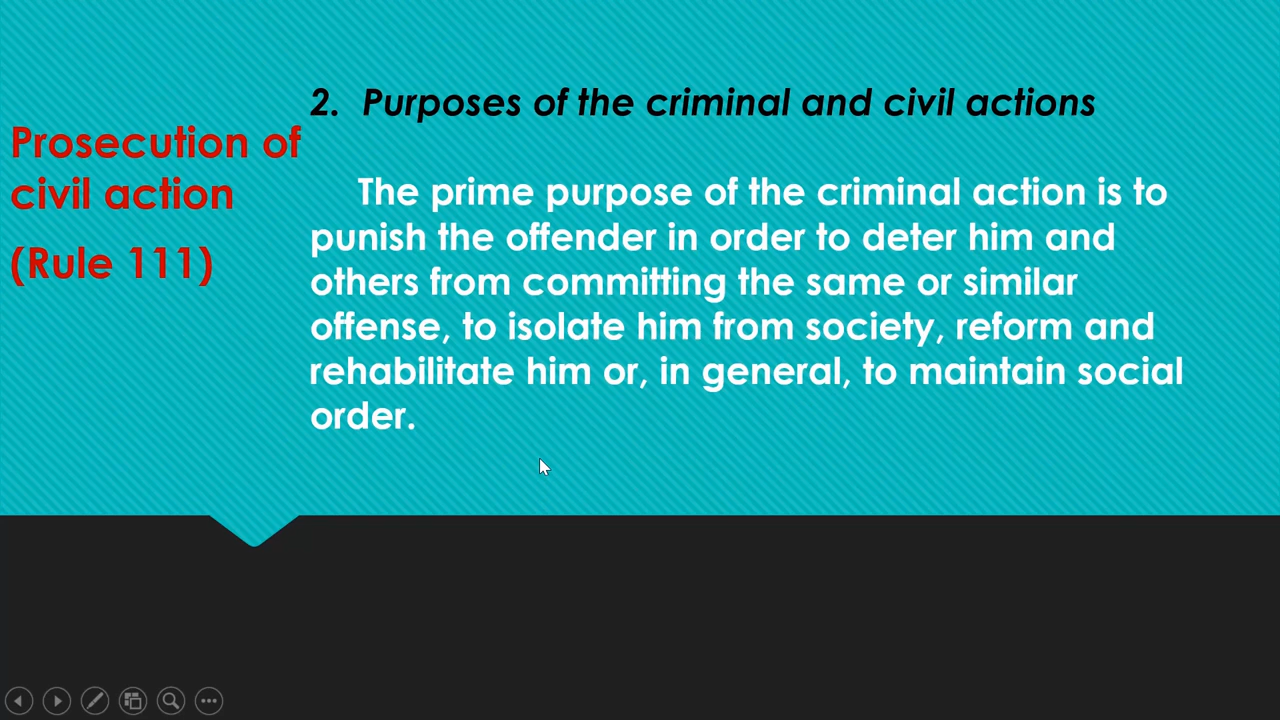 Prosecution of
civil action
(Rule 111)
2. Purposes of the criminal and civil actions
The prime purpose of the criminal action is to
punish the offender in order to deter him and
others from committing the same or similar
offense, to isolate him from society, reform and
rehabilitate him or, in general, to maintain social
order.